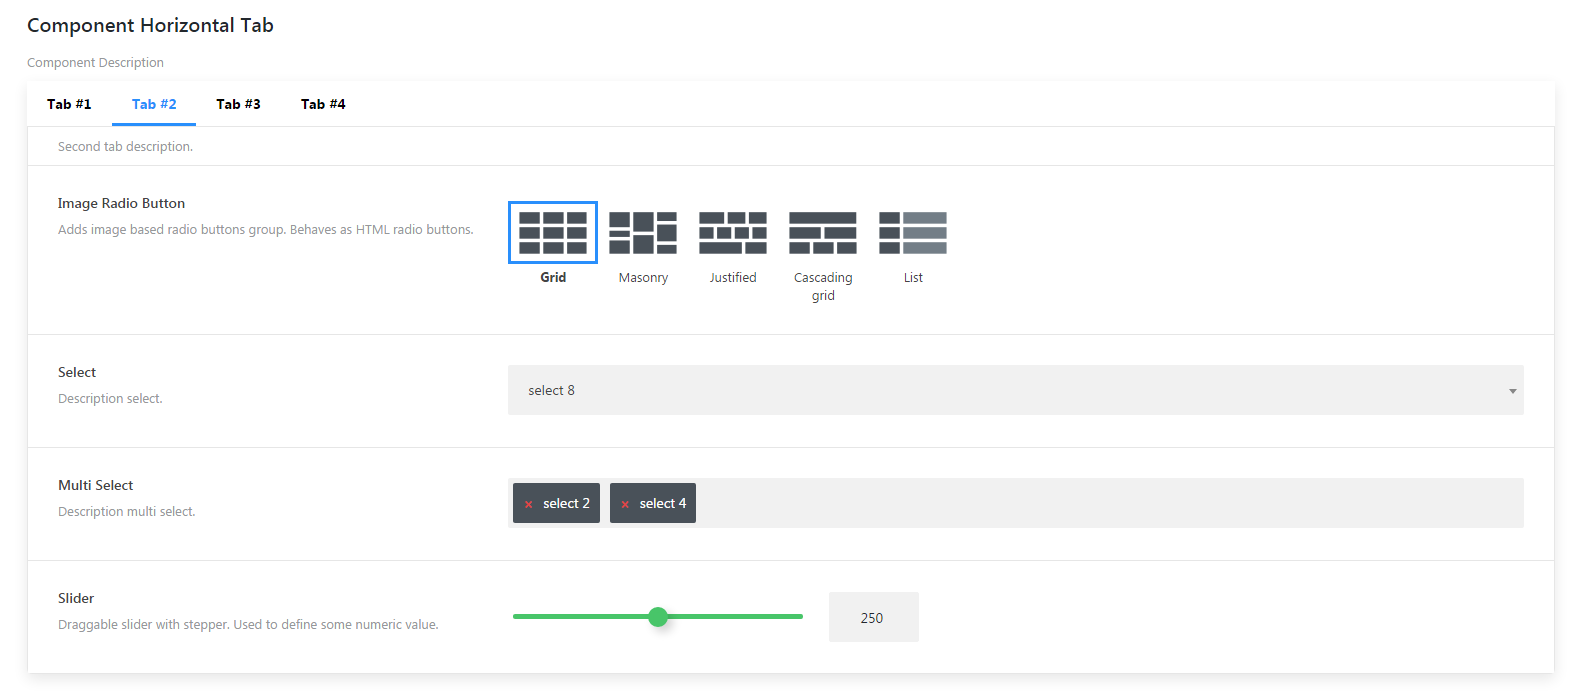 Component Horizontal Tab
Component Description
Tab #1 Tab #2 Tab #3 Tab #4
Second tab description.
Image Radio Button
Adds image based radio buttons group. Behaves as HTML radio buttons.
Grid Masonry Justified Cascading grid List
Select
Description select.
select 8
Multi Select
Description multi select.
× select 2 × select 4
Slider
Draggable slider with stepper. Used to define some numeric value.
250